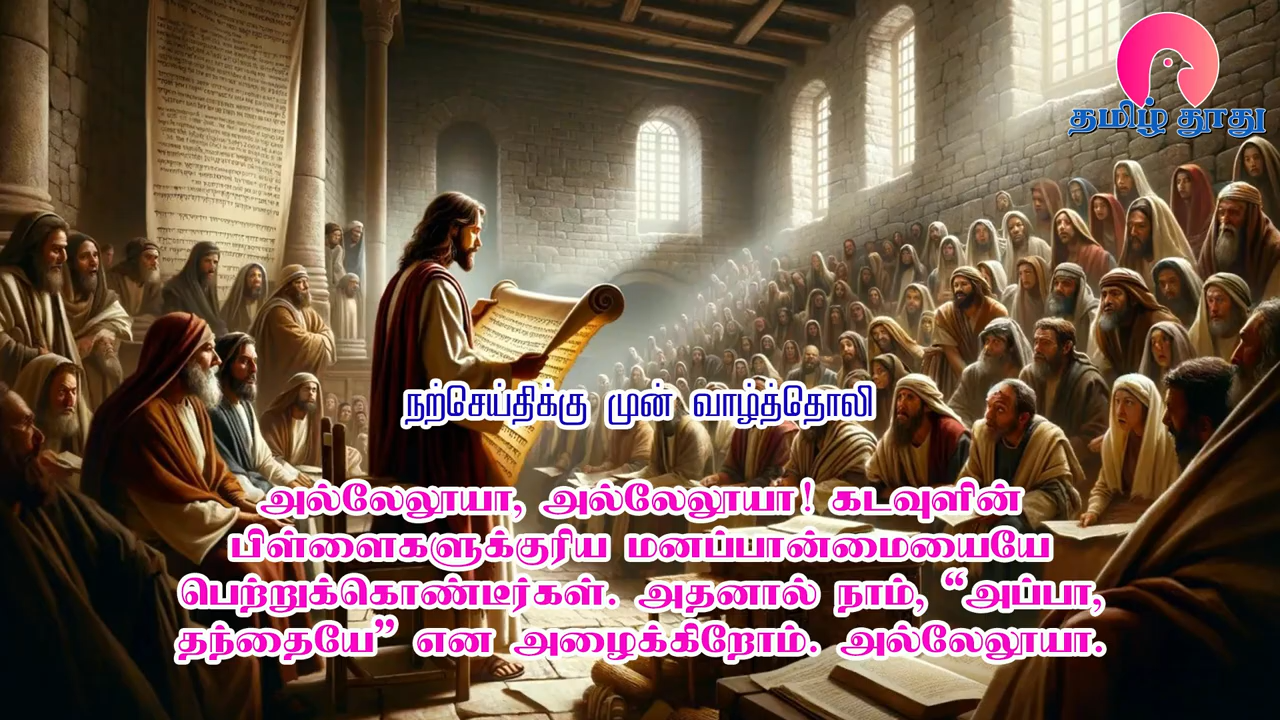 தமிழ் தூது
நற்செய்திக்கு முன் வாழ்த்தொலி
அல்லேலூயா, அல்லேலூயா! கடவுளின்
பிள்ளைகளுக்குரிய மனப்பான்மையையே
பெற்றுக்கொண்டீர்கள். அதனால் நாம், “அப்பா,
தந்தையே” என அழைக்கிறோம். அல்லேலூயா.